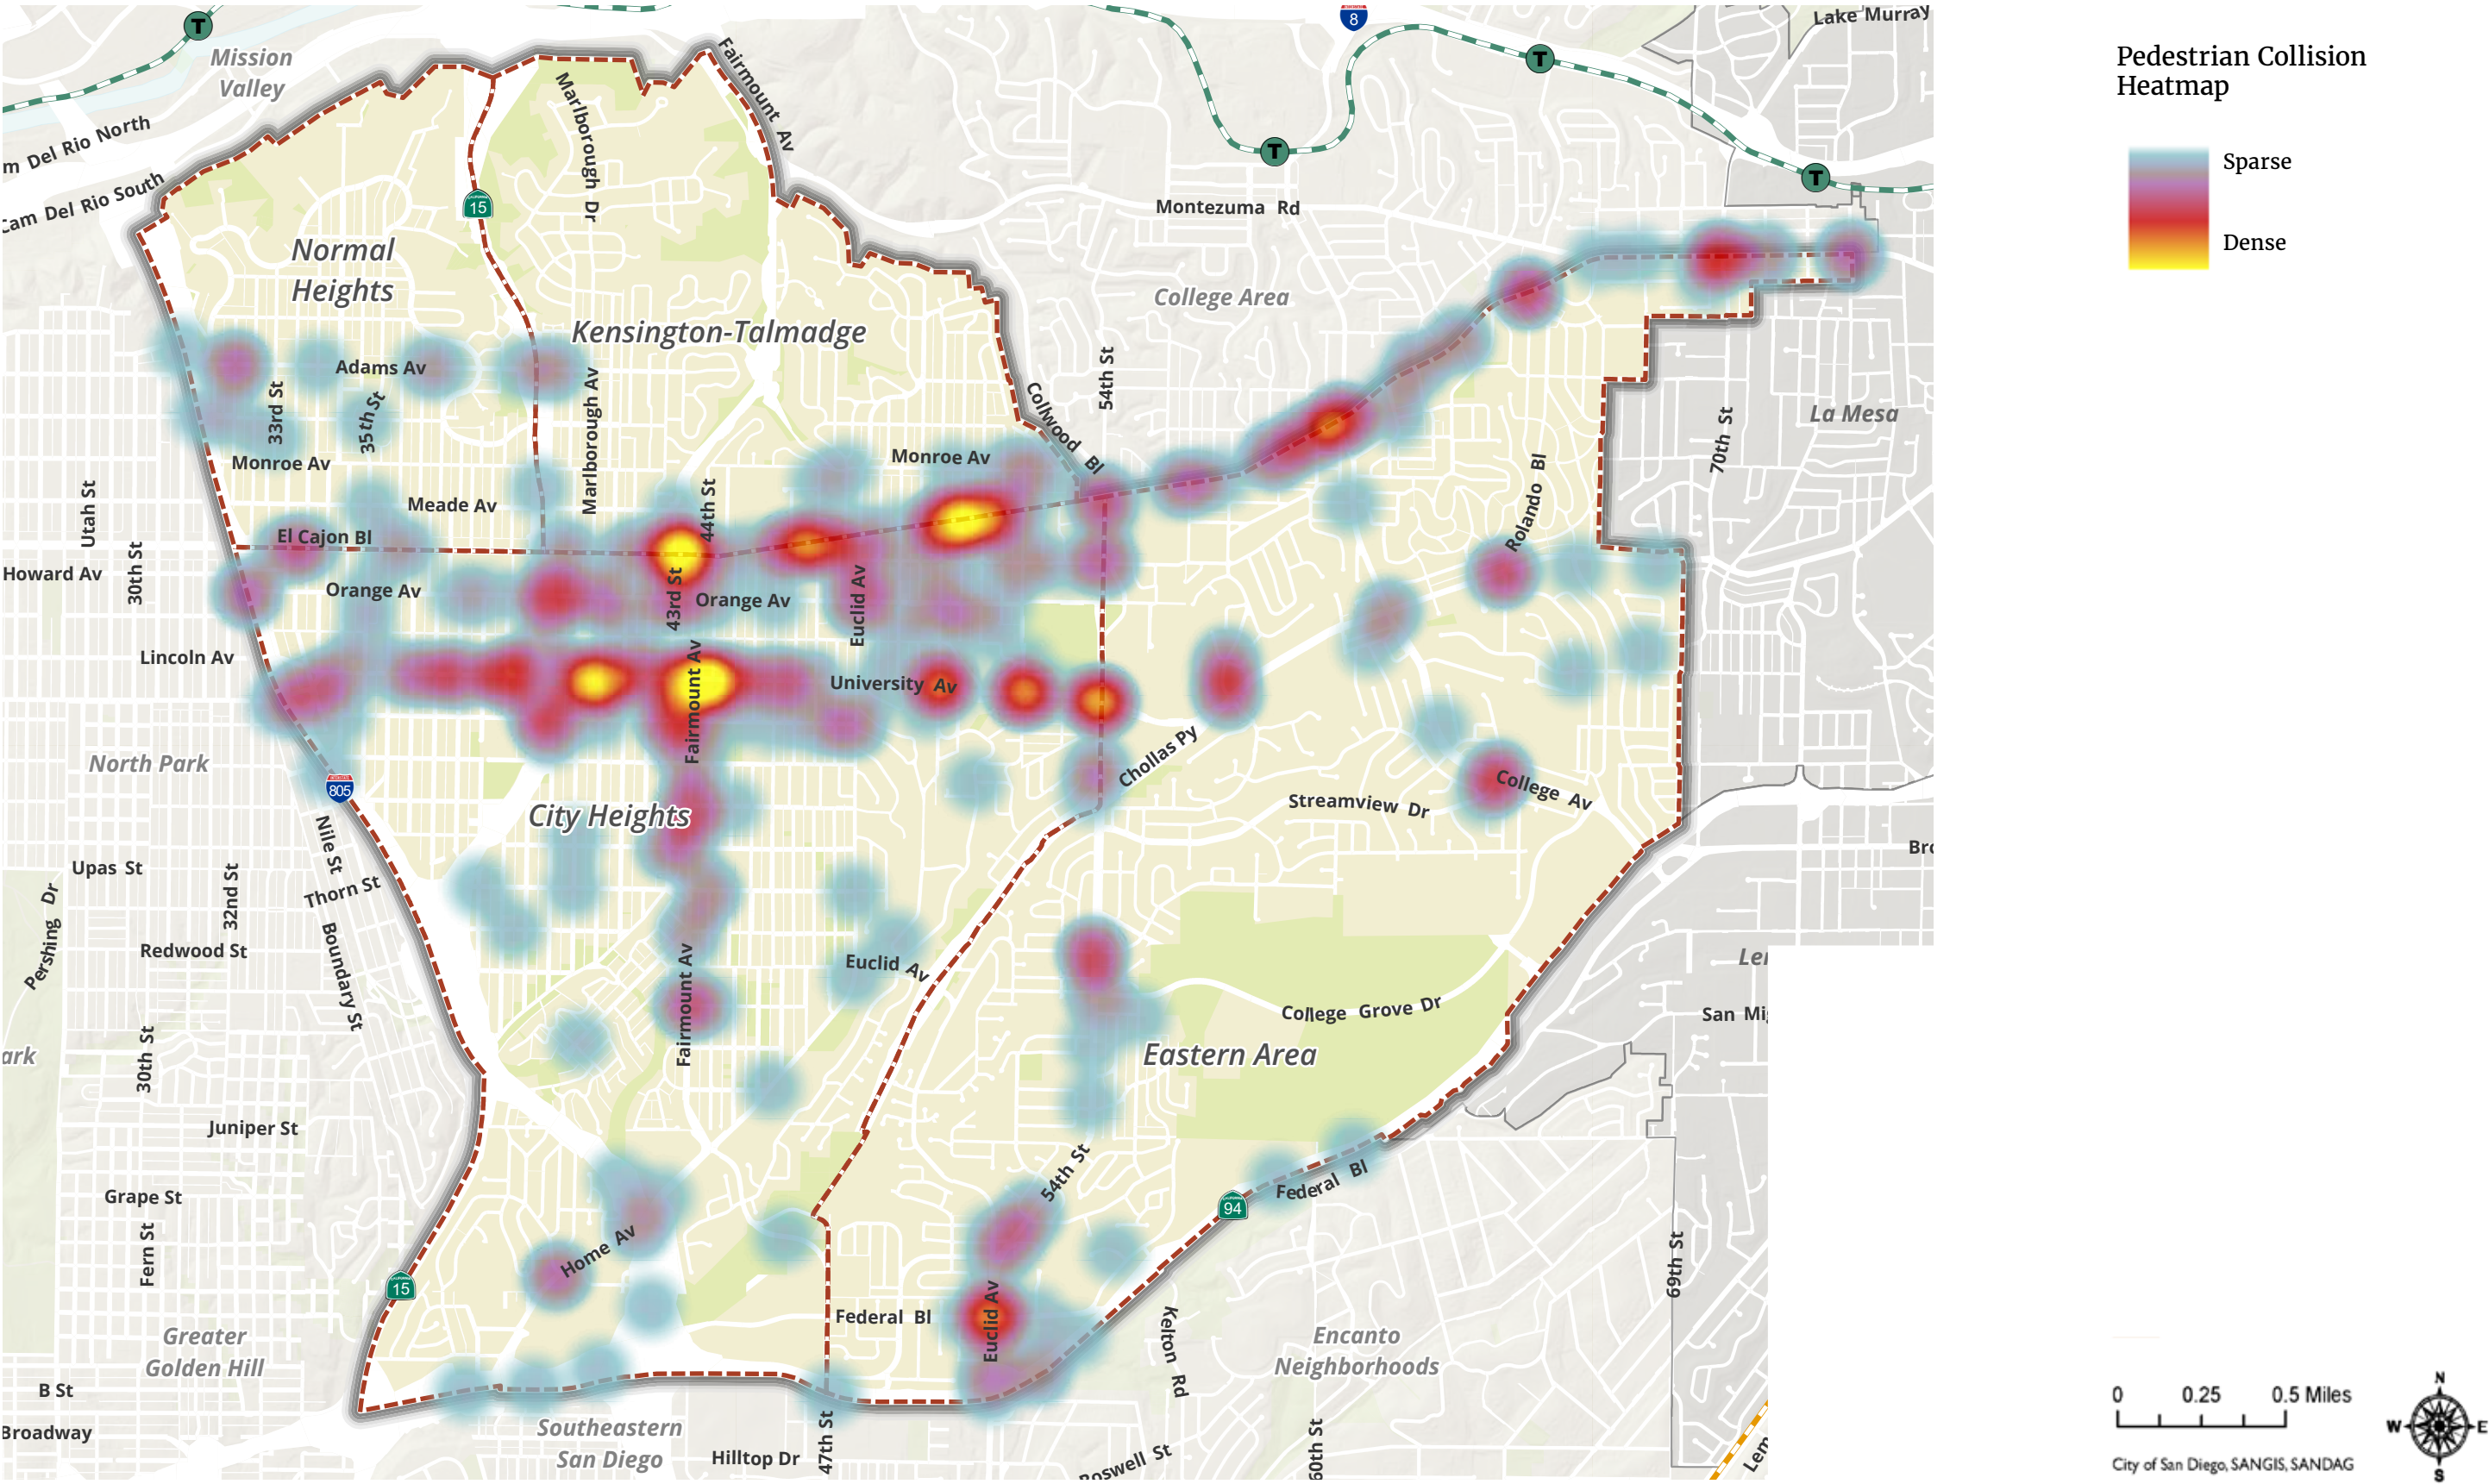 Pedestrian Collision
Heatmap
Sparse
Dense
Lake Murray
8
T
T
T
T
Mission
Valley
Fairmount Av
Marlborough Dr
m Del Rio North
Cam Del Rio South
15
Montezuma Rd
Normal
Heights
Kensington-Talmadge
College Area
La Mesa
Adams Av
33rd St
35th St
Marlborough Av
Collwood Bl
54th St
70th St
Monroe Av
Monroe Av
Meade Av
Utah St
44th St
Rolando Bl
El Cajon Bl
Howard Av
30th St
Orange Av
43rd St
Orange Av
Euclid Av
Lincoln Av
Fairmount Av
University Av
North Park
805
Chollas Py
College Av
Streamview Dr
City Heights
Nile St
Upas St
Thorn St
32nd St
Pershing Dr
Boundary St
Redwood St
Fairmount Av
Euclid Av
College Grove Dr
San Mi
ark
30th St
Eastern Area
Juniper St
Grape St
54th St
Federal Bl
94
Home Av
Fern St
69th St
15
Federal Bl
Euclid Av
Kelton Rd
Greater
Golden Hill
Encanto
Neighborhoods
B St
Broadway
Southeastern
San Diego
Hilltop Dr
47th St
Roswell St
60th St
Lem
0 0.25 0.5 Miles
N
W E
S
City of San Diego, SANGIS, SANDAG